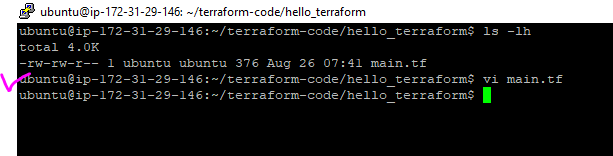 ubuntu@ip-172-31-29-146: ~/terraform-code/hello_terraform
ubuntu@ip-172-31-29-146:~/terraform-code/hello_terraform$ ls -lh
total 4.0K
-rw-rw-r-- 1 ubuntu ubuntu 376 Aug 26 07:41 main.tf
ubuntu@ip-172-31-29-146:~/terraform-code/hello_terraform$ vi main.tf
ubuntu@ip-172-31-29-146:~/terraform-code/hello_terraform$